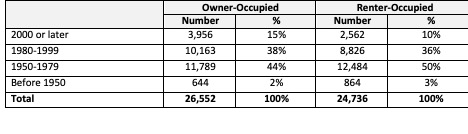 Owner-Occupied Renter-Occupied
Number % Number %
2000 or later 3,956 15% 2,562 10%
1980-1999 10,163 38% 8,826 36%
1950-1979 11,789 44% 12,484 50%
Before 1950 644 2% 864 3%
Total 26,552 100% 24,736 100%